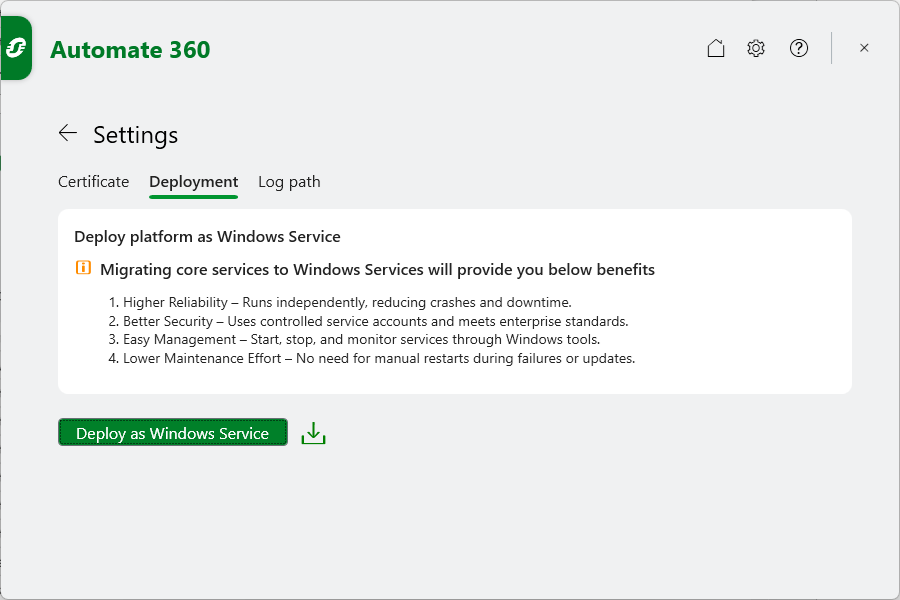 Automate 360
Settings
Certificate Deployment Log path
Deploy platform as Windows Service
Migrating core services to Windows Services will provide you below benefits
1. Higher Reliability – Runs independently, reducing crashes and downtime.
2. Better Security – Uses controlled service accounts and meets enterprise standards.
3. Easy Management – Start, stop, and monitor services through Windows tools.
4. Lower Maintenance Effort – No need for manual restarts during failures or updates.
Deploy as Windows Service